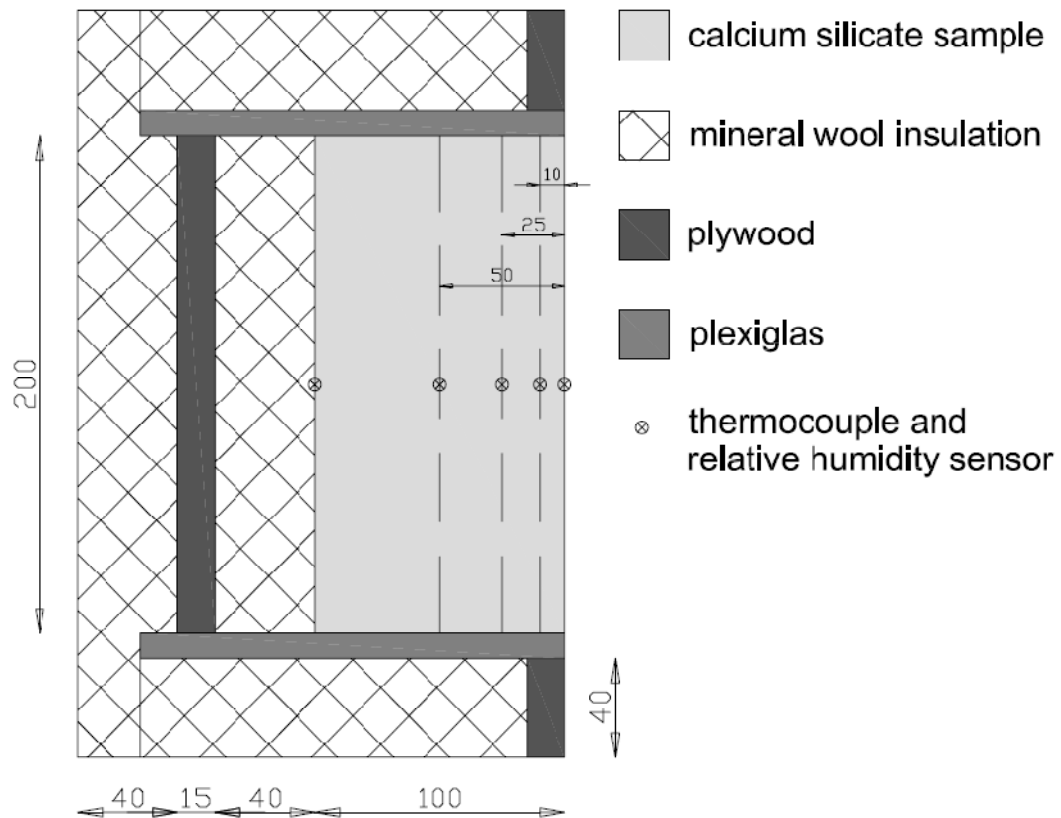 calcium silicate sample
mineral wool insulation
plywood
plexiglas
thermocouple and
relative humidity sensor
10
25
50
200
40
40
15
40
100